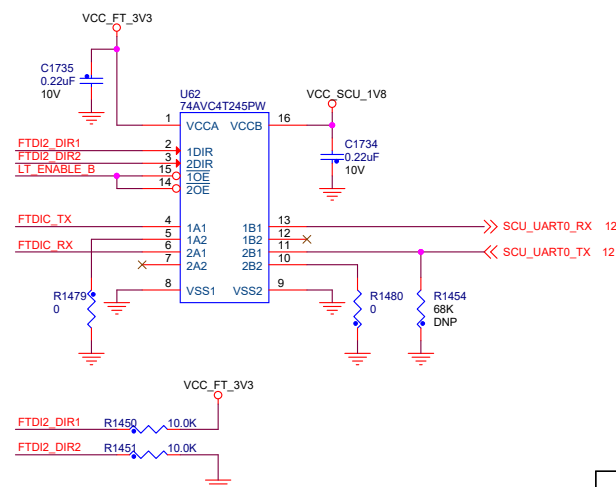 VCC_FT_3V3
C1735
0.22uF
10V
U62
74AVC4T245PW
VCC_SCU_1V8
1 VCCA VCCB 16
C1734
0.22uF
10V
FTDI2_DIR1 2 1DIR
FTDI2_DIR2 3 2DIR
LT_ENABLE_B 15 1OE
14 2OE
FTDIC_TX 4 1A1 1B1 13 SCU_UART0_RX 12
5 1A2 1B2 12
FTDIC_RX 6 2A1 2B1 11 SCU_UART0_TX 12
7 2A2 2B2 10
8 VSS1 VSS2 9
R1479
0
R1480
0
R1454
68K
DNP
VCC_FT_3V3
FTDI2_DIR1 R1450 10.0K
FTDI2_DIR2 R1451 10.0K